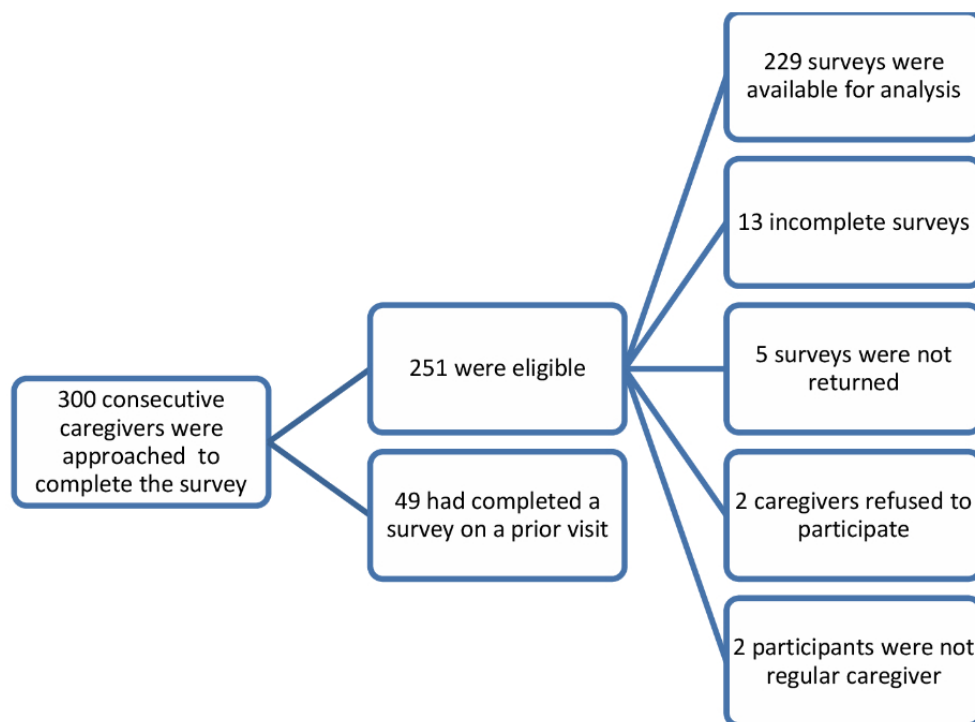 300 consecutive
caregivers were
approached to
complete the survey
251 were eligible
49 had completed a
survey on a prior visit
229 surveys were
available for analysis
13 incomplete surveys
5 surveys were not
returned
2 caregivers refused to
participate
2 participants were not
regular caregiver